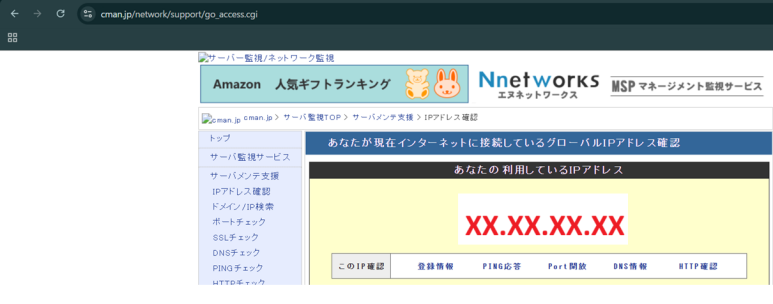 cman.jp/network/support/go_access.cgi
サーバー監視/ネットワーク監視
Amazon 人気ギフトランキング
Nnetworks
エヌネットワークス
MSP マネージメント監視サービス
cman.jp cman.jp > サーバ監視TOP > サーバメンテ支援 > IPアドレス確認
トップ
サーバ監視サービス
サーバメンテ支援
IPアドレス確認
ドメイン/IP検索
ポートチェック
SSLチェック
DNSチェック
PINGチェック
HTTPチェック
あなたが現在インターネットに接続しているグローバルIPアドレス確認
あなたの利用しているIPアドレス
XX.XX.XX.XX
このIP確認 登録情報 PING応答 Port開放 DNS情報 HTTP確認